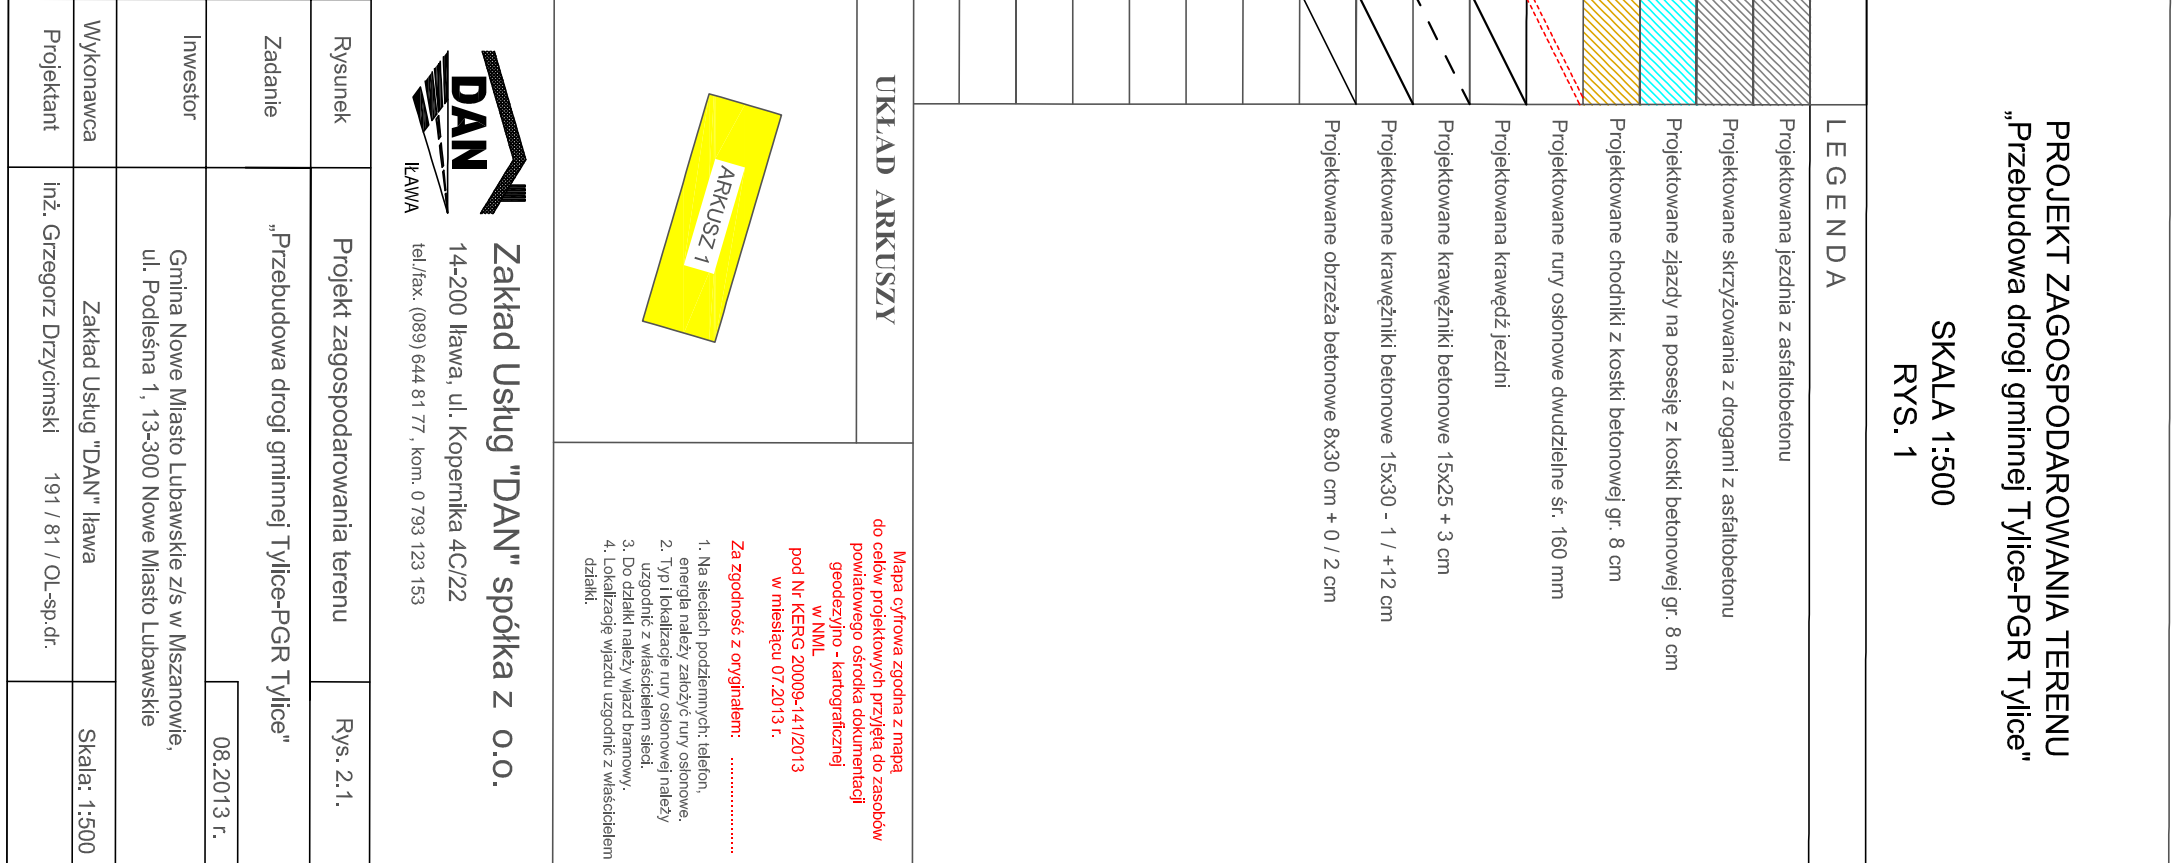 PROJEKT ZAGOSPODAROWANIA TERENU
„Przebudowa drogi gminnej Tylice-PGR Tylice"
SKALA 1:500
RYS. 1
LEGENDA
Projektowana jezdnia z asfaltobetonu
Projektowane skrzyżowania z drogami z asfaltobetonu
Projektowane zjazdy na posesję z kostki betonowej gr. 8 cm
Projektowane chodniki z kostki betonowej gr. 8 cm
Projektowane rury osłonowe dwudzielne śr. 160 mm
Projektowana krawędź jezdni
Projektowane krawężniki betonowe 15x25 + 3 cm
Projektowane krawężniki betonowe 15x30 - 1 / +12 cm
Projektowane obrzeża betonowe 8x30 cm + 0 / 2 cm
UKŁAD ARKUSZY
ARKUSZ 1
Mapa cyfrowa zgodna z mapą
do celów projektowych przyjętą do zasobów
powiatowego ośrodka dokumentacji
geodezyjno - kartograficznej
w NML
pod Nr KERG 20009-141/2013
w miesiącu 07.2013 r.
Za zgodność z oryginałem: ........................
1. Na sieciach podziemnych: telefon,
energla należy założyć rury osłonowe.
2. Typ i lokalizacje rury osłonowej należy
uzgodnić z właścicielem sieci.
3. Do działki należy wjazd bramowy.
4. Lokalizację wjazdu uzgodnić z właścicielem
działki.
DAN
IŁAWA
Zakład Usług "DAN" spółka z o.o.
14-200 Iława, ul. Kopernika 4C/22
tel./fax. (089) 644 81 77 , kom. 0 793 123 153
Rysunek
Projekt zagospodarowania terenu
Rys. 2.1.
Zadanie
„Przebudowa drogi gminnej Tylice-PGR Tylice"
08.2013 r.
Inwestor
Gmina Nowe Miasto Lubawskie z/s w Mszanowie,
ul. Podleśna 1, 13-300 Nowe Miasto Lubawskie
Wykonawca
Zakład Usług "DAN" Iława
Skala: 1:500
Projektant
inż. Grzegorz Drzycimski 191 / 81 / OL-sp.dr.